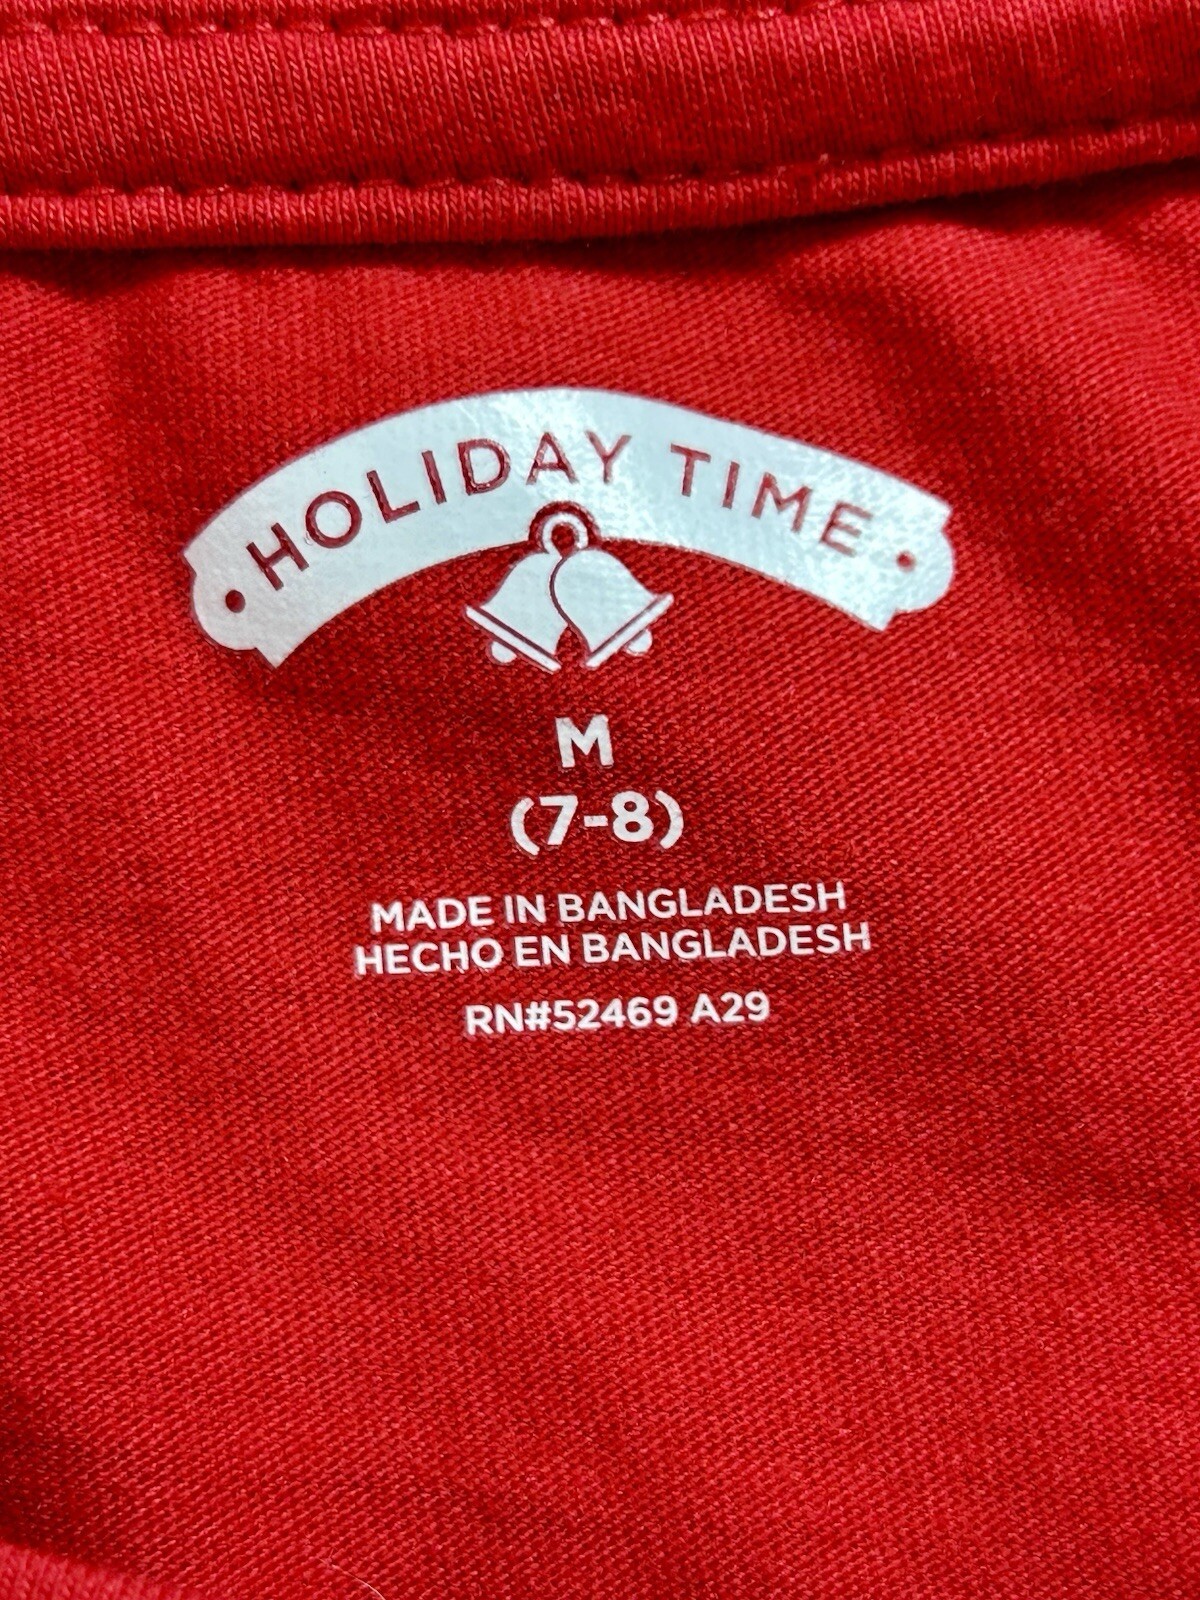 HOLIDAY TIME
M
(7-8)
MADE IN BANGLADESH
HECHO EN BANGLADESH
RN#52469 A29